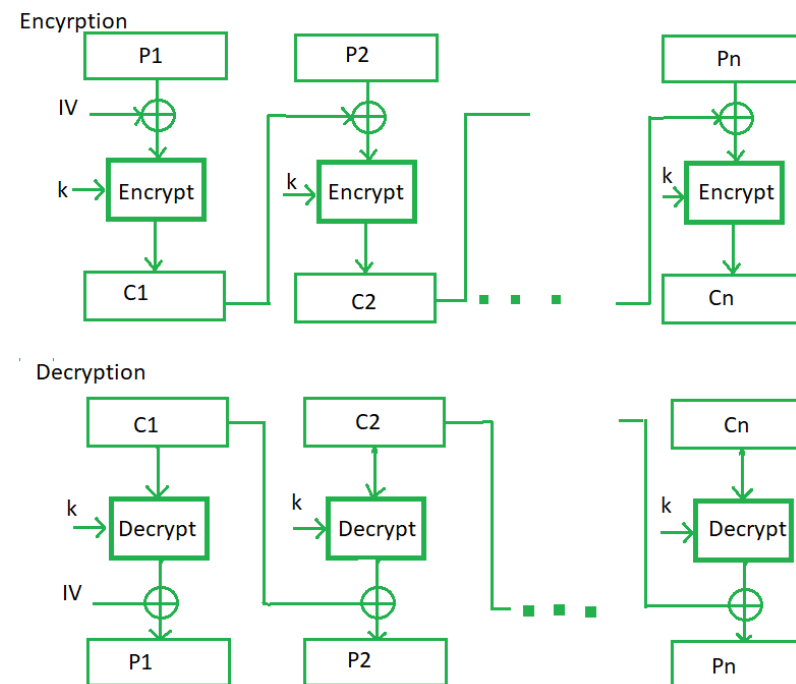 Encyrption
P1
P2
Pn
IV
k
Encrypt
k
Encrypt
k
Encrypt
C1
C2
Cn
Decryption
C1
C2
Cn
k
Decrypt
k
Decrypt
k
Decrypt
IV
P1
P2
Pn